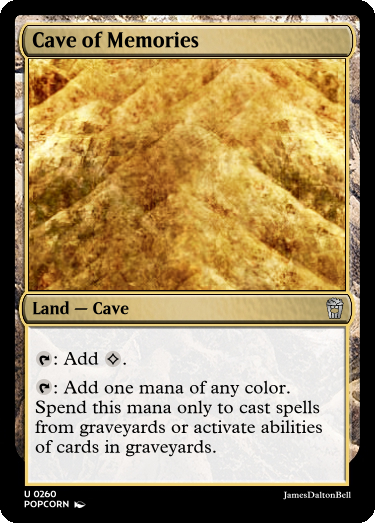 Cave of Memories
Land — Cave
: Add .
: Add one mana of any color.
Spend this mana only to cast spells
from graveyards or activate abilities
of cards in graveyards.
U 0260
POPCORN
JamesDaltonBell